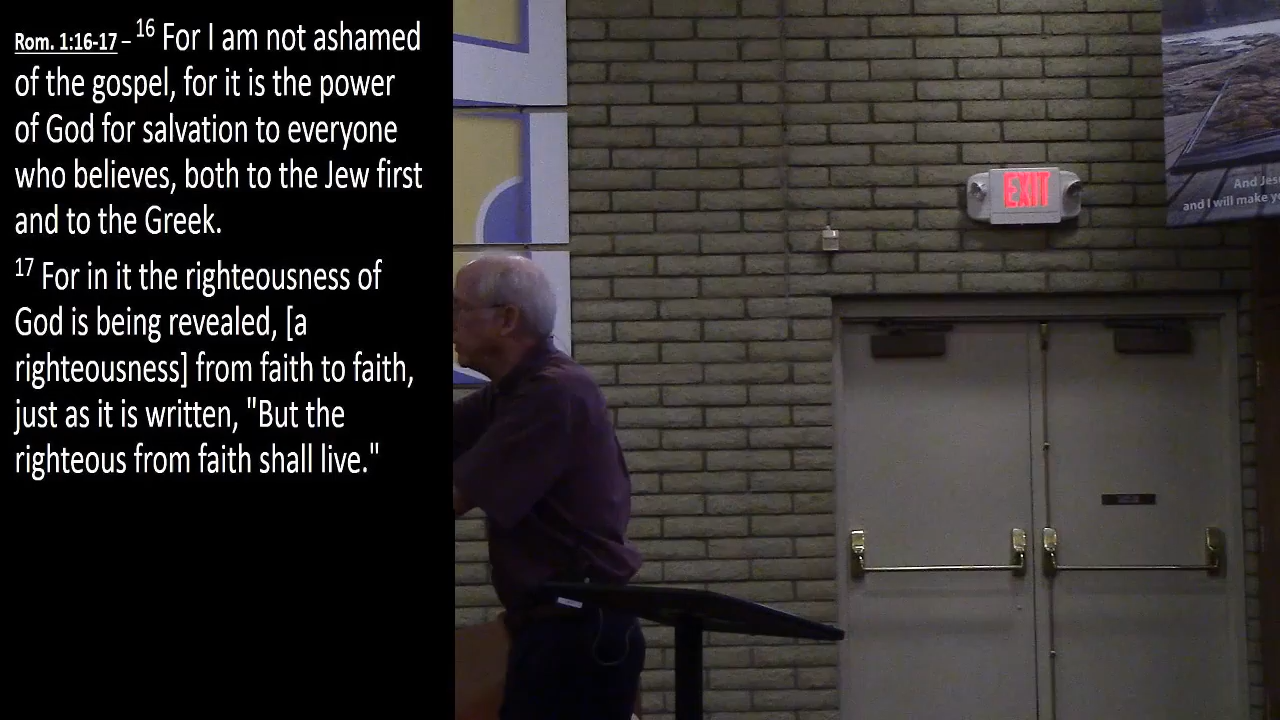 Rom. 1:16-17 – 16 For I am not ashamed
of the gospel, for it is the power
of God for salvation to everyone
who believes, both to the Jew first
and to the Greek.
17 For in it the righteousness of
God is being revealed, [a
righteousness] from faith to faith,
just as it is written, "But the
righteous from faith shall live."
EXIT
And Jes
and I will make yo